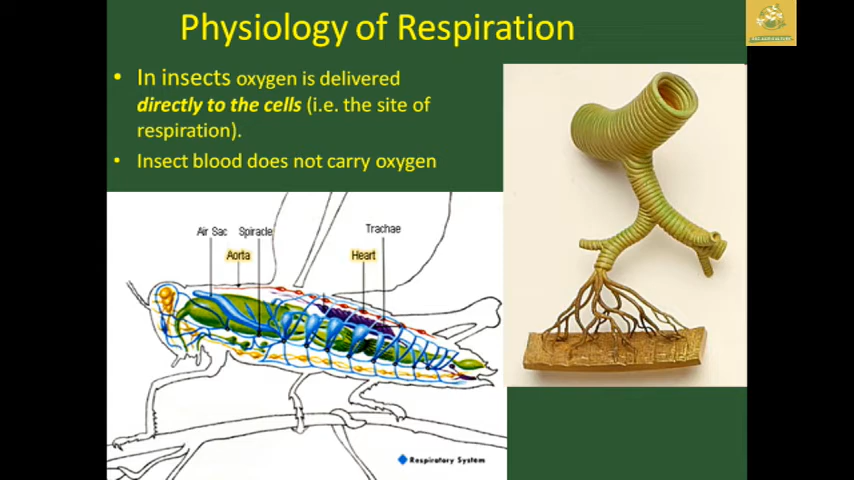 Physiology of Respiration
• In insects oxygen is delivered
directly to the cells (i.e. the site of
respiration).
• Insect blood does not carry oxygen
Air Sac Spiracle Trachae
Aorta Heart
Respiratory System